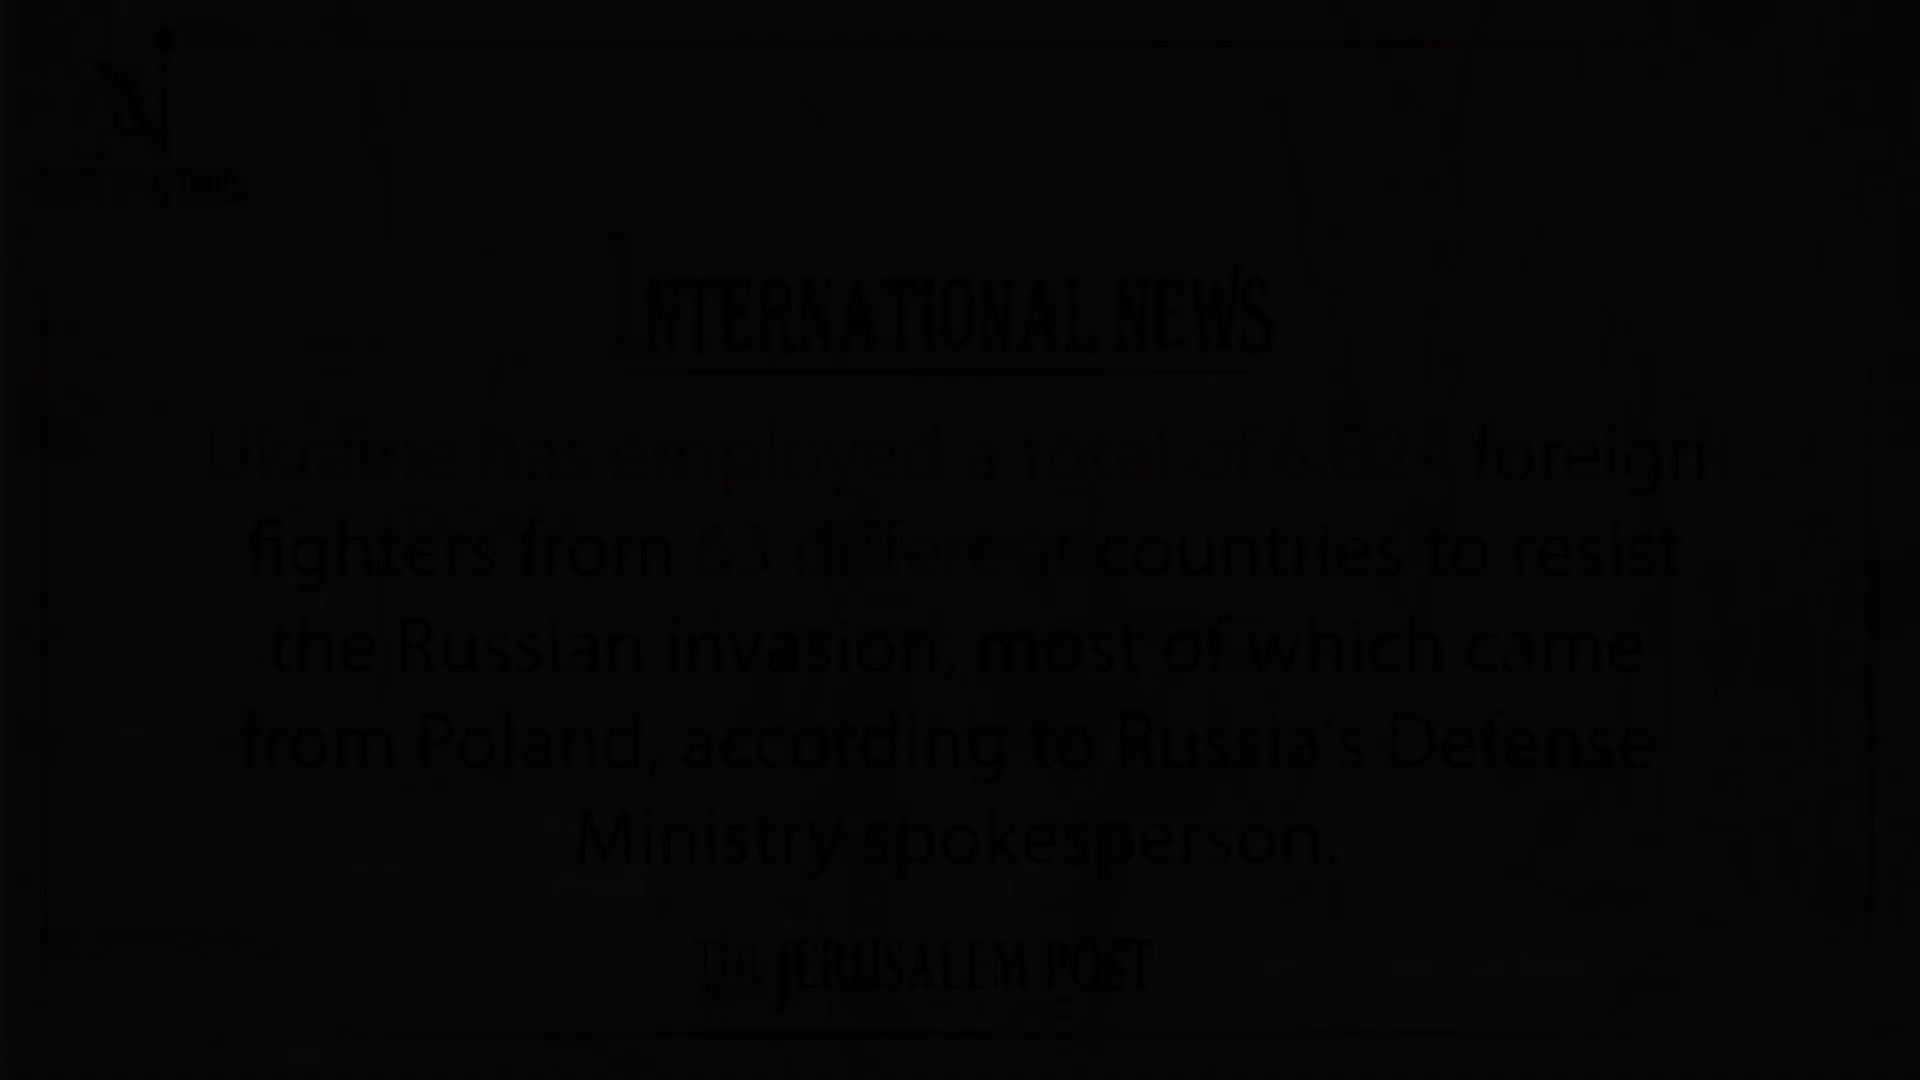 INTERNATIONAL NEWS
Ukraine has employed a total of 6,824 foreign
fighters from 63 different countries to resist
the Russian invasion, most of which came
from Poland, according to Russia's Defense
Ministry spokesperson.
THE JERUSALEM POST